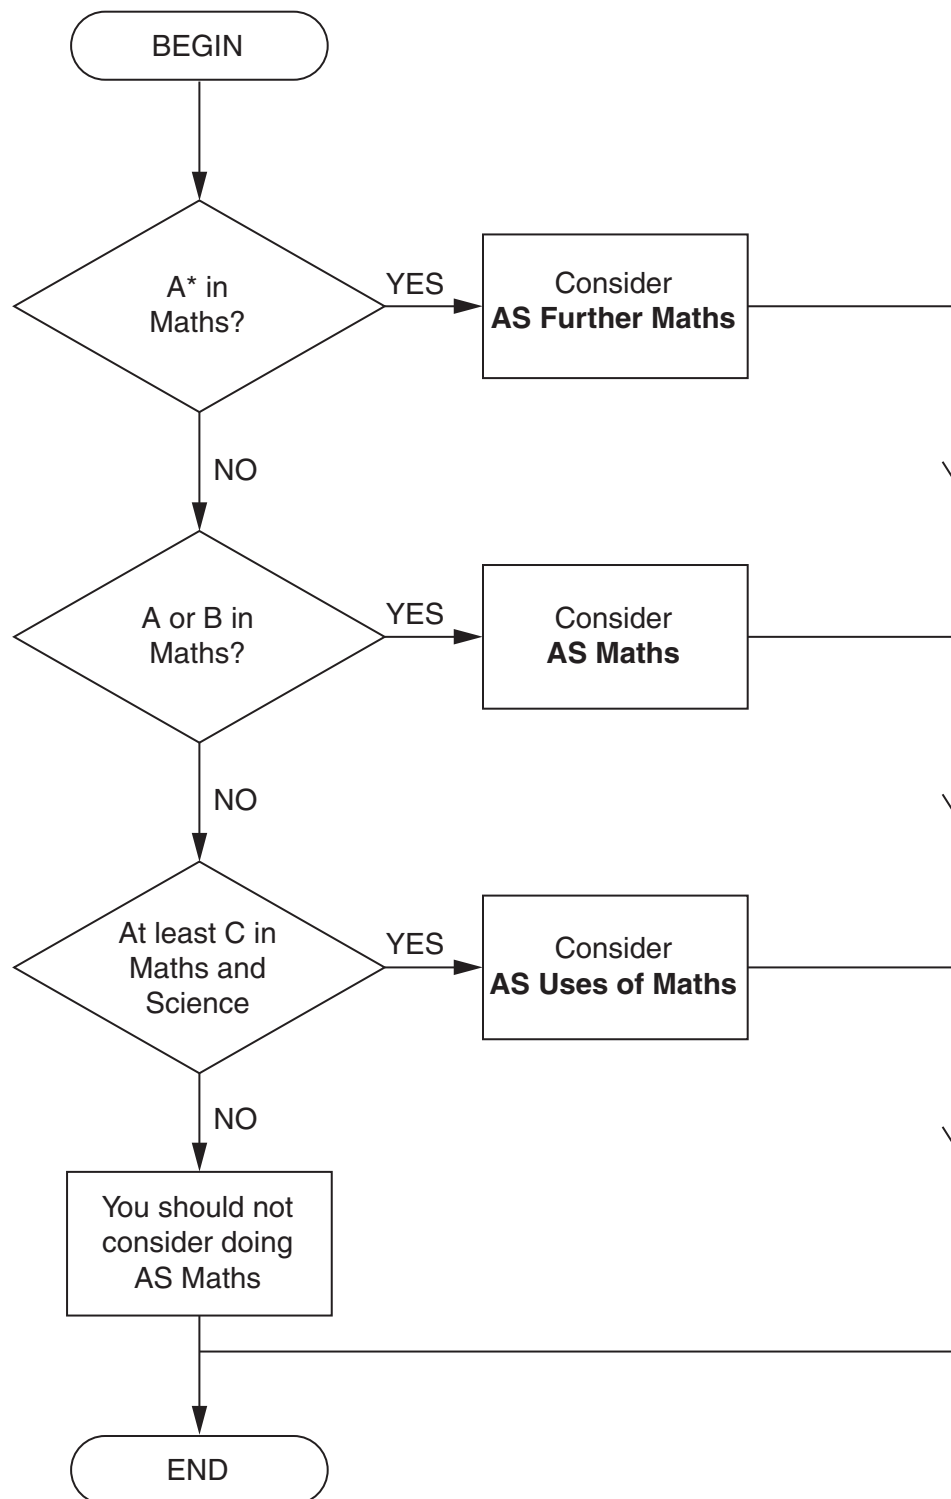 BEGIN
A* in
Maths?
YES
Consider
AS Further Maths
NO
A or B in
Maths?
YES
Consider
AS Maths
NO
At least C in
Maths and
Science
YES
Consider
AS Uses of Maths
NO
You should not
consider doing
AS Maths
END